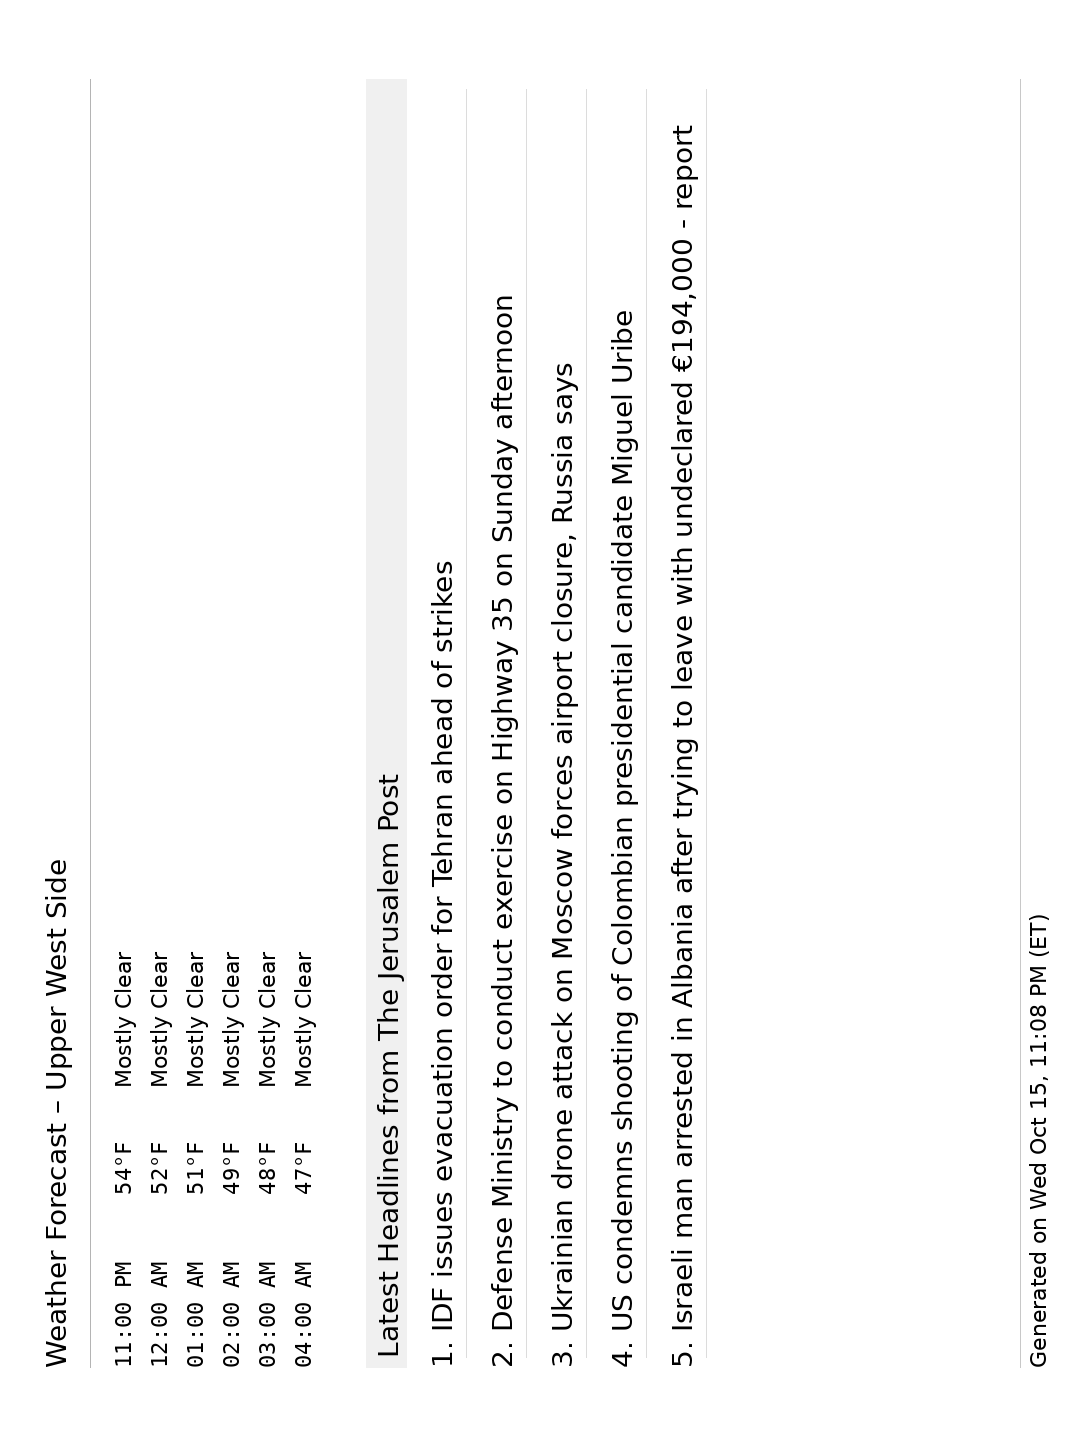 Weather Forecast – Upper West Side
11:00 PM 54°F Mostly Clear
12:00 AM 52°F Mostly Clear
01:00 AM 51°F Mostly Clear
02:00 AM 49°F Mostly Clear
03:00 AM 48°F Mostly Clear
04:00 AM 47°F Mostly Clear
Latest Headlines from The Jerusalem Post
1. IDF issues evacuation order for Tehran ahead of strikes
2. Defense Ministry to conduct exercise on Highway 35 on Sunday afternoon
3. Ukrainian drone attack on Moscow forces airport closure, Russia says
4. US condemns shooting of Colombian presidential candidate Miguel Uribe
5. Israeli man arrested in Albania after trying to leave with undeclared €194,000 - report
Generated on Wed Oct 15, 11:08 PM (ET)